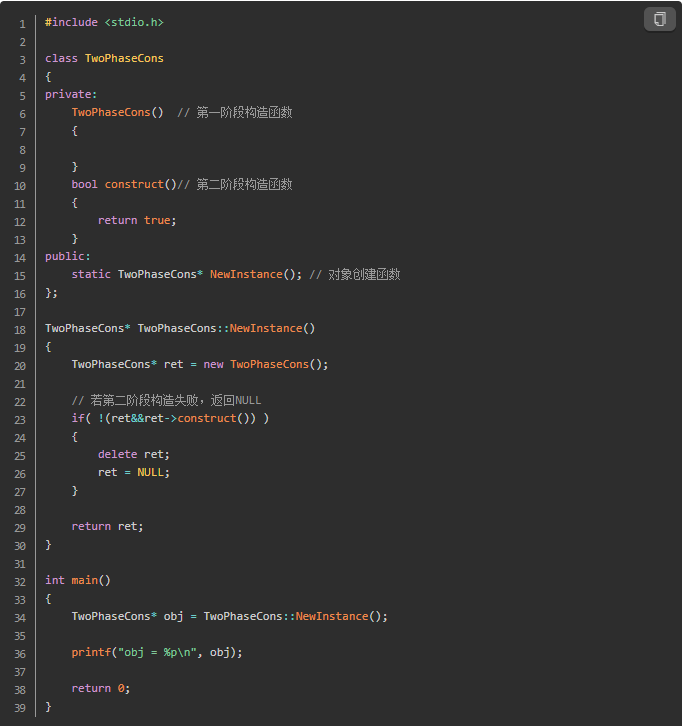 1 #include <stdio.h>
2
3 class TwoPhaseCons
4 {
5 private:
6     TwoPhaseCons()  // 第一阶段构造函数
7     {
8
9     }
10     bool construct()// 第二阶段构造函数
11     {
12         return true;
13     }
14 public:
15     static TwoPhaseCons* NewInstance(); // 对象创建函数
16 };
17
18 TwoPhaseCons* TwoPhaseCons::NewInstance()
19 {
20     TwoPhaseCons* ret = new TwoPhaseCons();
21
22     // 若第二阶段构造失败，返回NULL
23     if( !(ret&&ret->construct()) )
24     {
25         delete ret;
26         ret = NULL;
27     }
28
29     return ret;
30 }
31
32 int main()
33 {
34     TwoPhaseCons* obj = TwoPhaseCons::NewInstance();
35
36     printf("obj = %p\n", obj);
37
38     return 0;
39 }